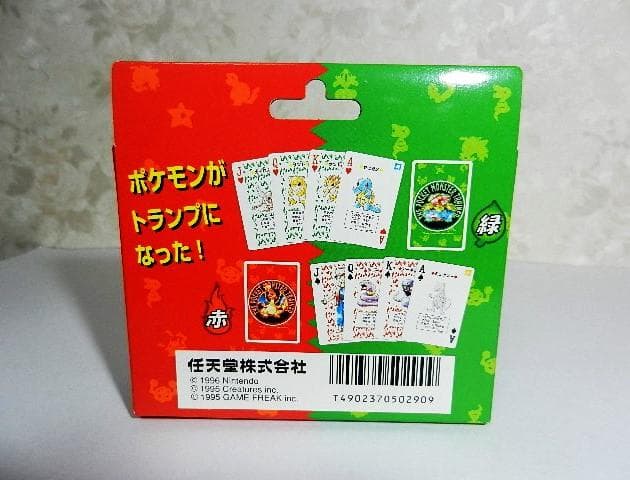 ポケモンが
トランプに
なった！
J
Q
K
A
緑
赤
J
Q
K
A
任天堂株式会社
© 1996 Nintendo
© 1995 Creatures inc.
© 1995 GAME FREAK inc.
T4902370502909